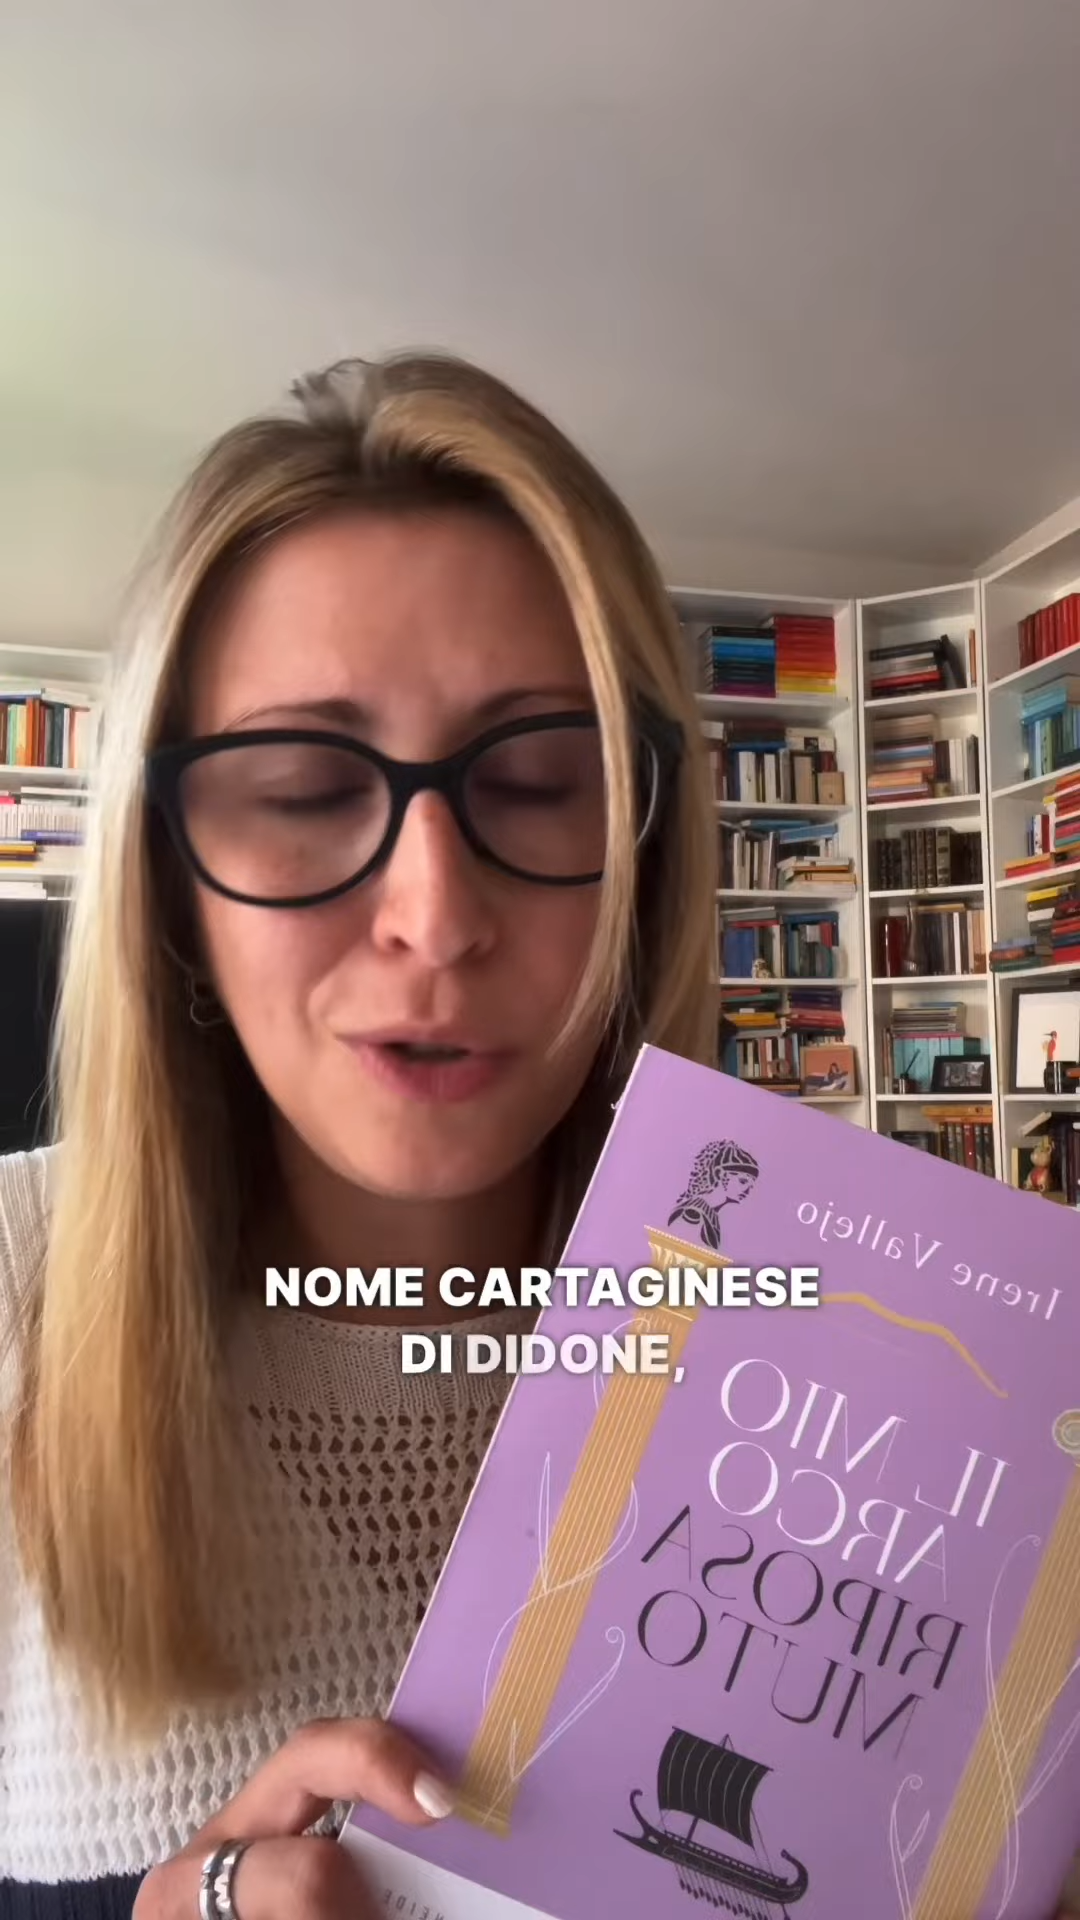 Irene Vallejo
IL MIO
ARCO
RIPOSA
MUTO
NOME CARTAGINESE
DI DIDONE,